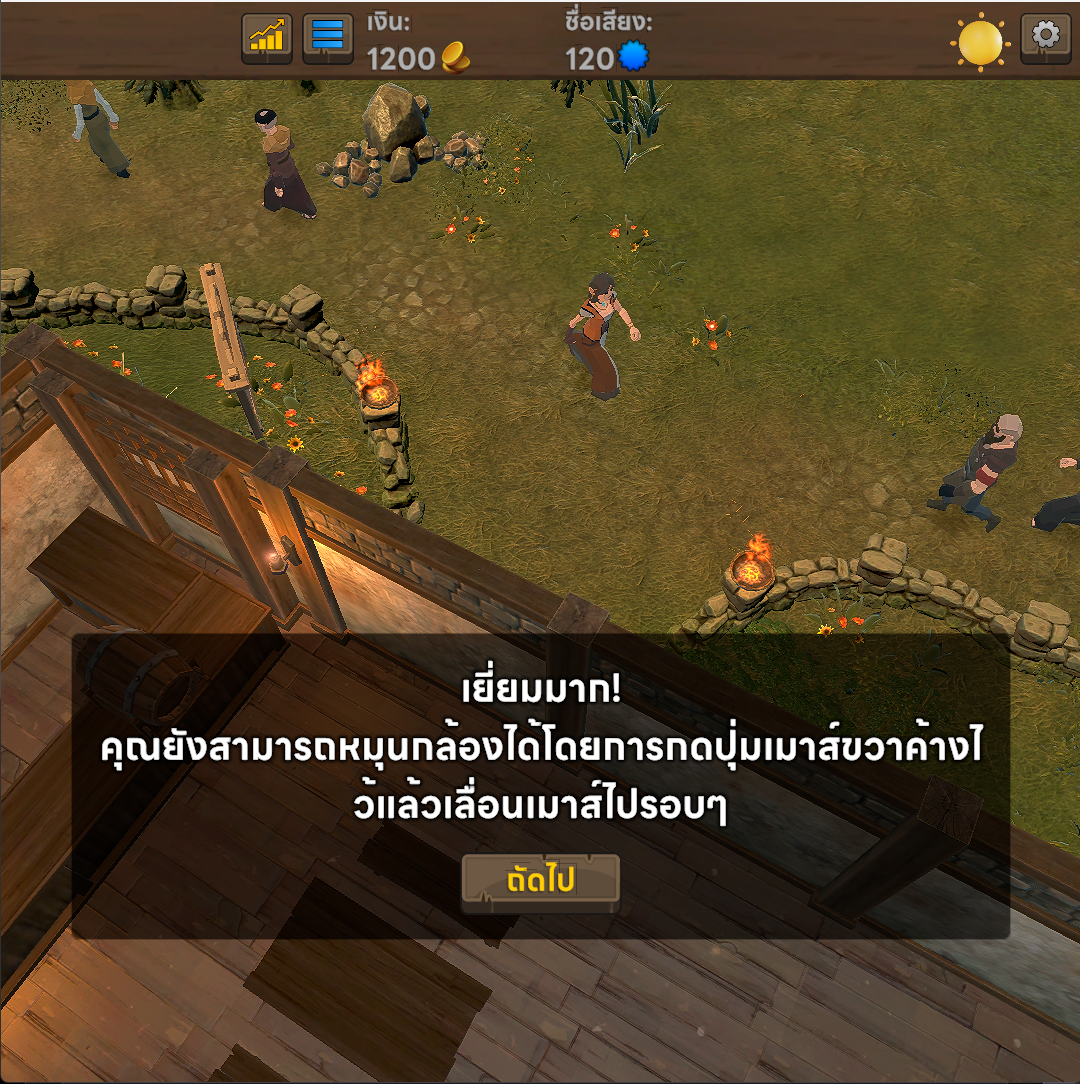 เงิน:
1200
ชื่อเสียง:
120
เยี่ยมมาก!
คุณยังสามารถหมุนกล้องได้โดยการกดปุ่มเมาส์ขวาค้างไ
ว้แล้วเลื่อนเมาส์ไปรอบๆ
ถัดไป